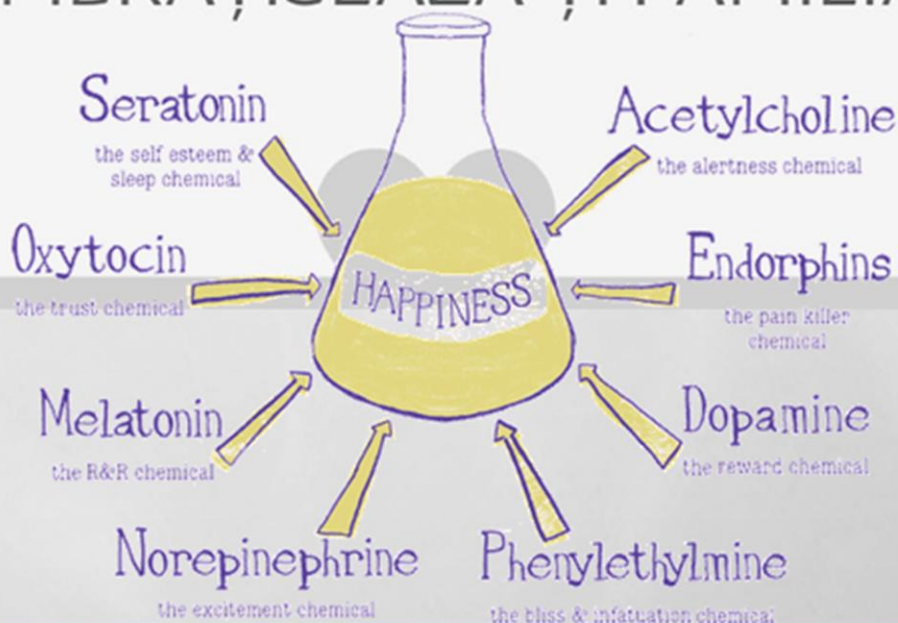 Seratonin
the self esteem &
sleep chemical
Acetylcholine
the alertness chemical
Oxytocin
the trust chemical
Endorphins
the pain killer
chemical
HAPPINESS
Melatonin
the R&R chemical
Dopamine
the reward chemical
Norepinephrine
the excitement chemical
Phenylethylmine
the bliss & infatuation chemical